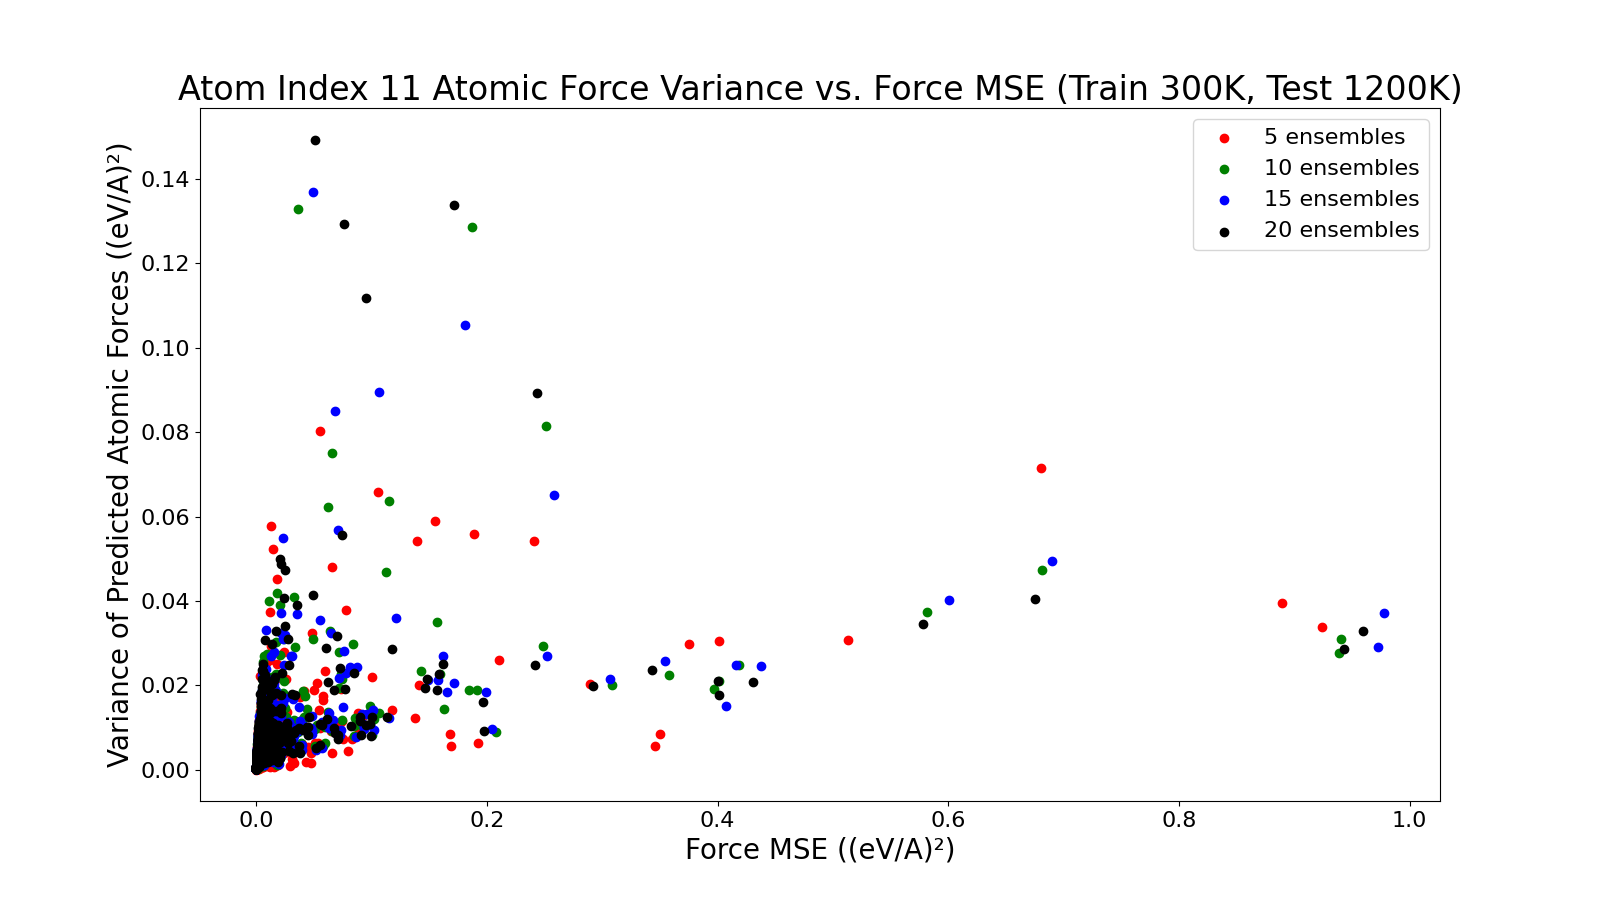 Atom Index 11 Atomic Force Variance vs. Force MSE (Train 300K, Test 1200K)
5 ensembles
10 ensembles
15 ensembles
20 ensembles
Variance of Predicted Atomic Forces ((eV/A)²)
0.14
0.12
0.10
0.08
0.06
0.04
0.02
0.00
0.0 0.2 0.4 0.6 0.8 1.0
Force MSE ((eV/A)²)